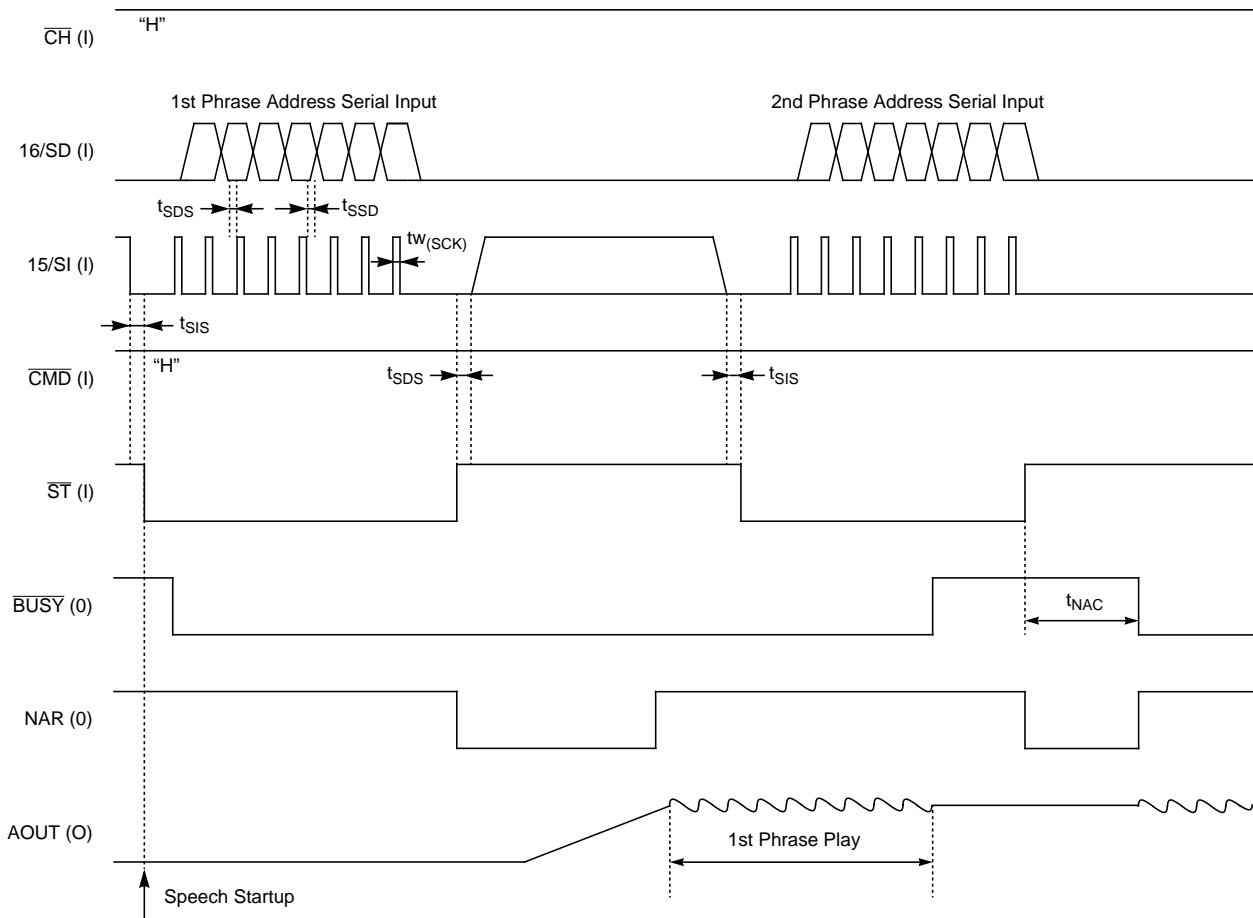 CH (I)
“H”
1st Phrase Address Serial Input
2nd Phrase Address Serial Input
16/SD (I)
tSDS
tSSD
15/SI (I)
tw(SCK)
tSIS
CMD (I)
“H”
tSDS
tSIS
ST (I)
BUSY (0)
tNAC
NAR (0)
AOUT (O)
1st Phrase Play
Speech Startup